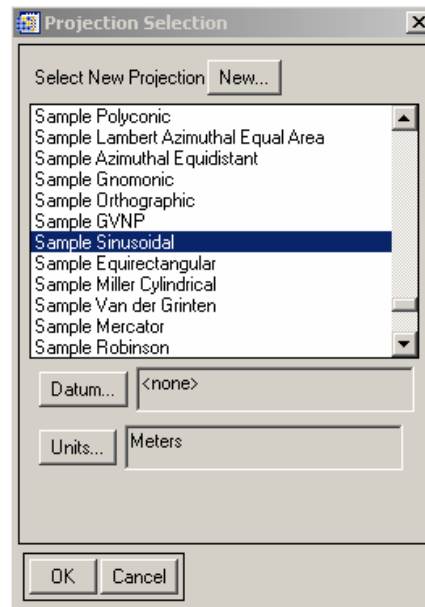 Projection Selection
Select New Projection New...
Sample Polyconic
Sample Lambert Azimuthal Equal Area
Sample Azimuthal Equidistant
Sample Gnomonic
Sample Orthographic
Sample GVNP
Sample Sinusoidal
Sample Equirectangular
Sample Miller Cylindrical
Sample Van der Grinten
Sample Mercator
Sample Robinson
Datum... <none>
Units... Meters
OK Cancel